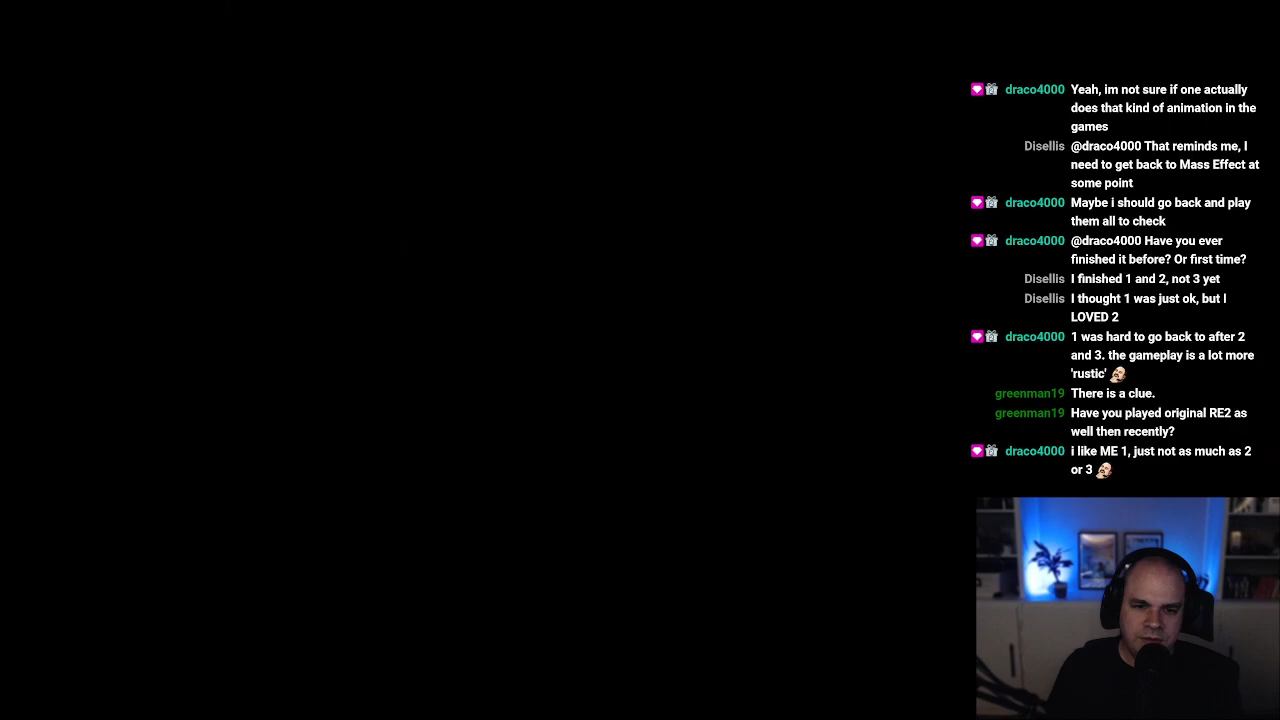 draco4000 Yeah, im not sure if one actually
does that kind of animation in the
games
Disellis @draco4000 That reminds me, I
need to get back to Mass Effect at
some point
draco4000 Maybe i should go back and play
them all to check
draco4000 @draco4000 Have you ever
finished it before? Or first time?
Disellis I finished 1 and 2, not 3 yet
Disellis I thought 1 was just ok, but I
LOVED 2
draco4000 1 was hard to go back to after 2
and 3. the gameplay is a lot more
'rustic'
greenman19 There is a clue.
greenman19 Have you played original RE2 as
well then recently?
draco4000 i like ME 1, just not as much as 2
or 3